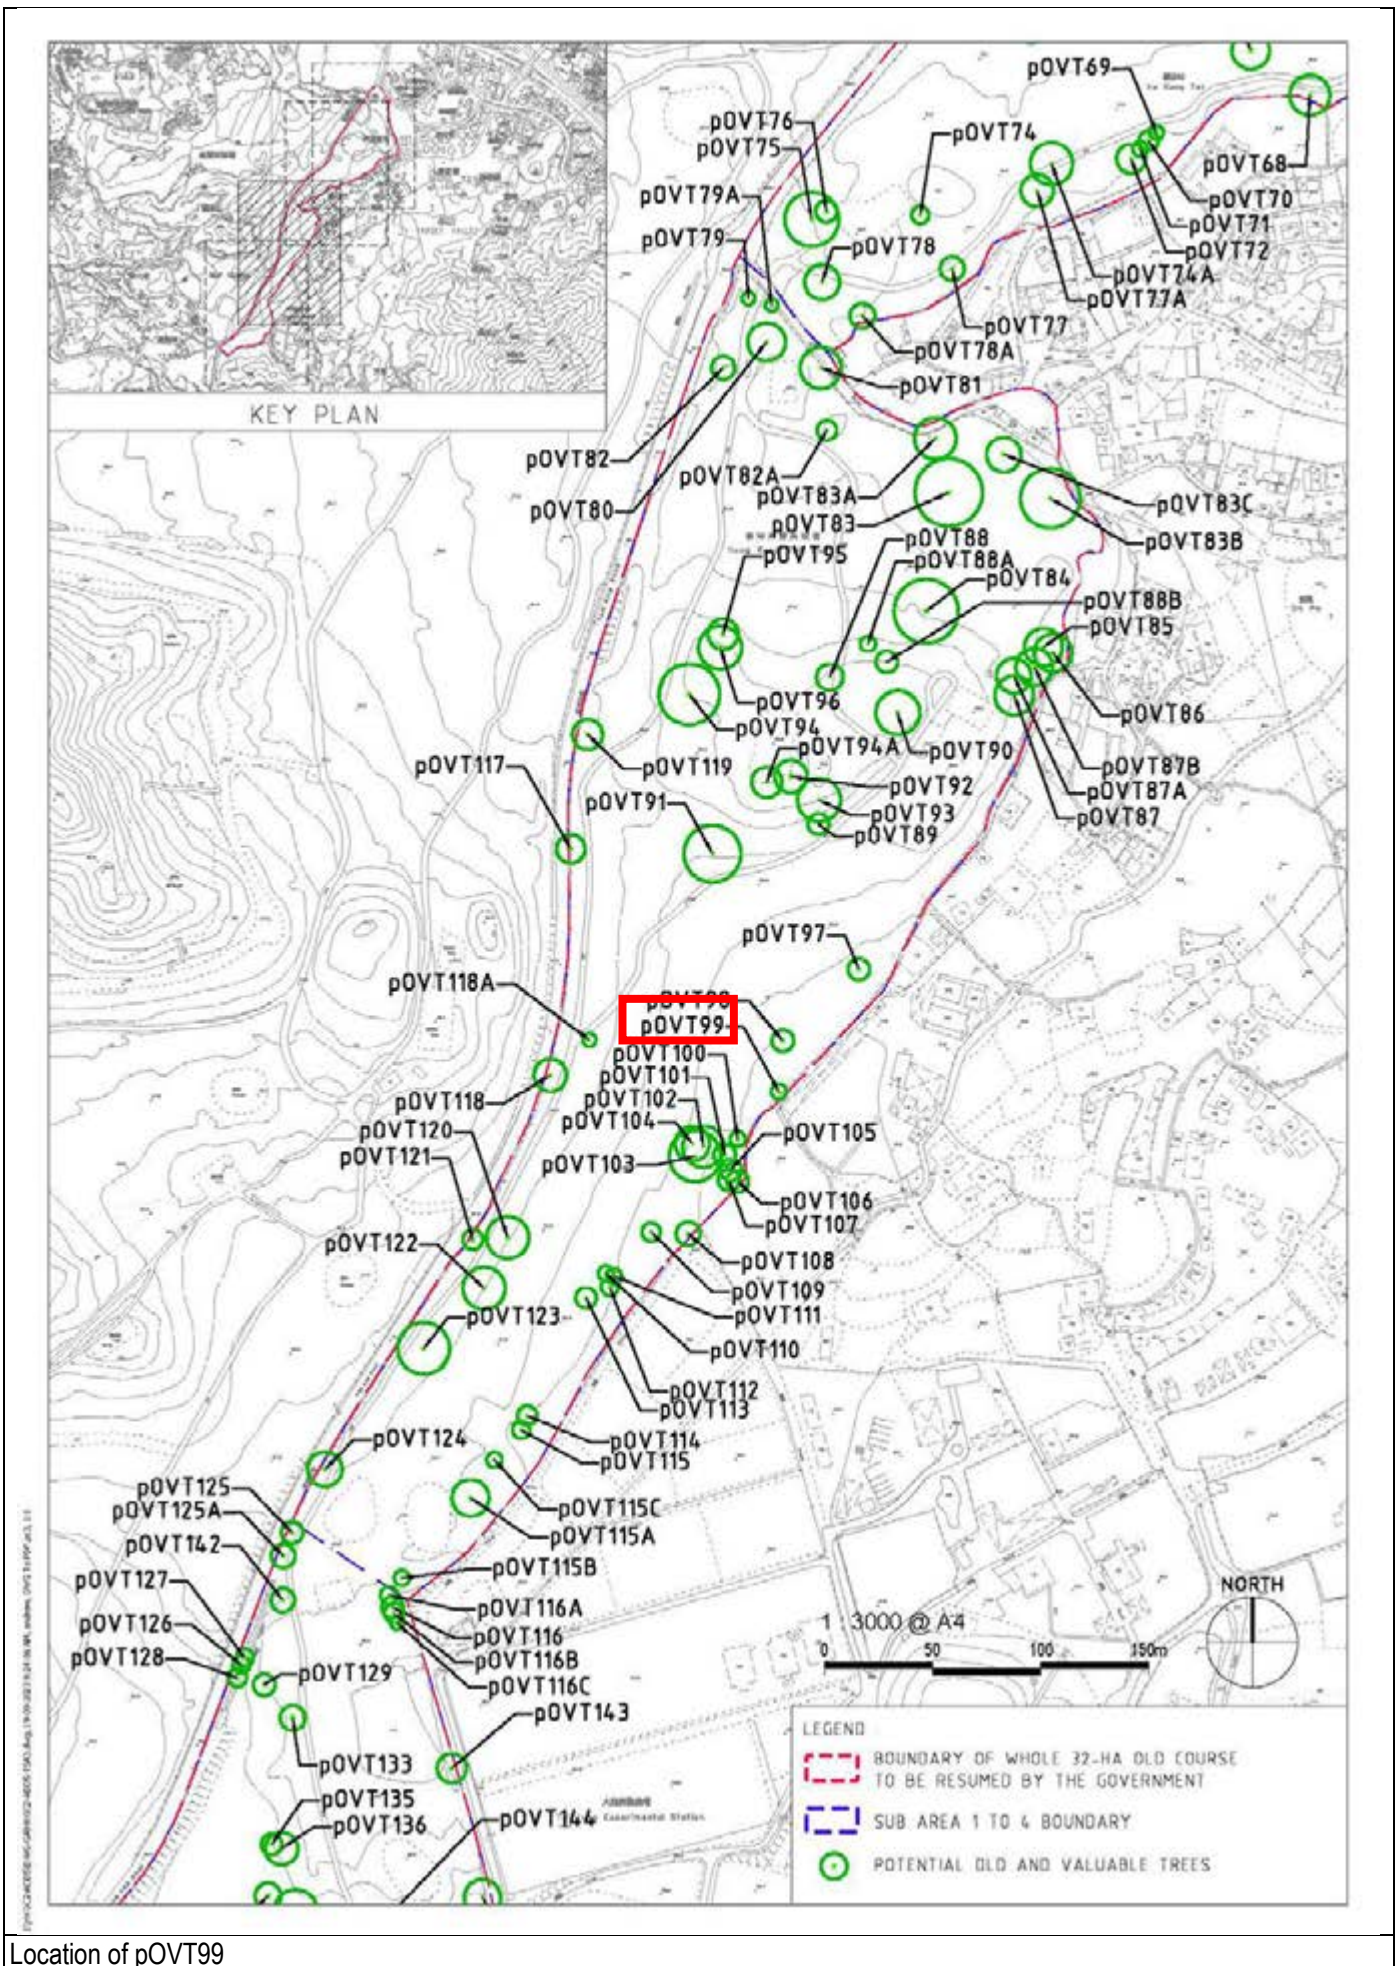 pOVT69
pOVT76
pOVT74
pOVT75
pOVT68
pOVT79A
pOVT70
pOVT71
pOVT79
pOVT78
pOVT72
pOVT74A
pOVT77A
pOVT77
pOVT78A
pOVT81
KEY PLAN
pOVT82
pOVT82A
pOVT83A
pOVT83C
pOVT80
pOVT83
pOVT88
pOVT83B
pOVT95
pOVT88A
pOVT84
pOVT88B
pOVT85
pOVT96
pOVT86
pOVT94
pOVT94A
pOVT90
pOVT117
pOVT119
pOVT87B
pOVT92
pOVT87A
pOVT91
pOVT93
pOVT87
pOVT89
pOVT97
pOVT118A
pOVT98
pOVT99
pOVT100
pOVT101
pOVT118
pOVT102
pOVT104
pOVT120
pOVT105
pOVT121
pOVT103
pOVT106
pOVT107
pOVT122
pOVT108
pOVT109
pOVT123
pOVT111
pOVT110
pOVT112
pOVT113
pOVT124
pOVT114
pOVT115
pOVT125
pOVT125A
pOVT115C
pOVT115A
pOVT142
pOVT115B
pOVT127
NORTH
pOVT116A
pOVT126
1 : 3000 @ A4
pOVT116
0 50 100 150m
pOVT128
pOVT116B
pOVT129
pOVT116C
pOVT143
LEGEND
BOUNDARY OF WHOLE 32-HA OLD COURSE
TO BE RESUMED BY THE GOVERNMENT
pOVT133
pOVT135
pOVT144
Experimental Station
pOVT136
SUB AREA 1 TO 4 BOUNDARY
POTENTIAL OLD AND VALUABLE TREES
Location of pOVT99